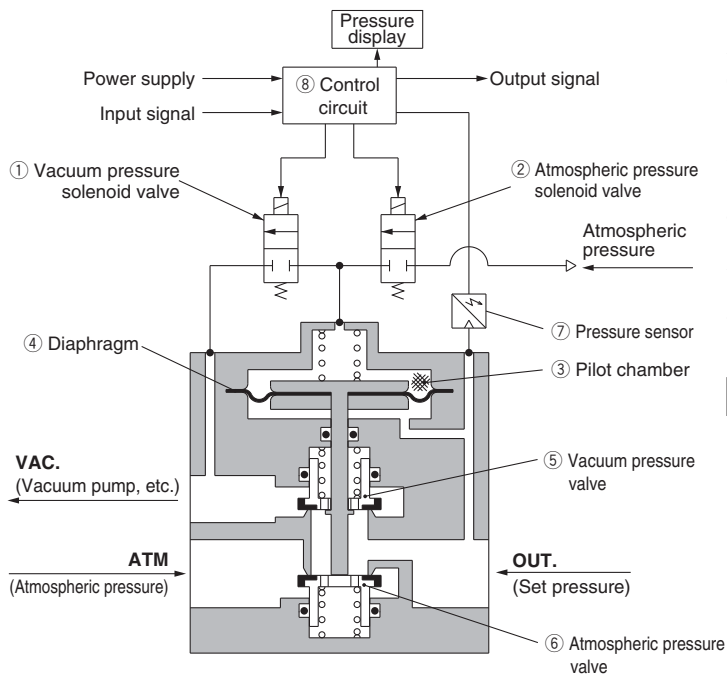 Pressure
display
Power supply
Input signal
⑧ Control
circuit
Output signal
① Vacuum pressure
solenoid valve
② Atmospheric pressure
solenoid valve
Atmospheric
pressure
⑦ Pressure sensor
④ Diaphragm
③ Pilot chamber
VAC.
(Vacuum pump, etc.)
⑤ Vacuum pressure
valve
ATM
(Atmospheric pressure)
OUT.
(Set pressure)
⑥ Atmospheric pressure
valve